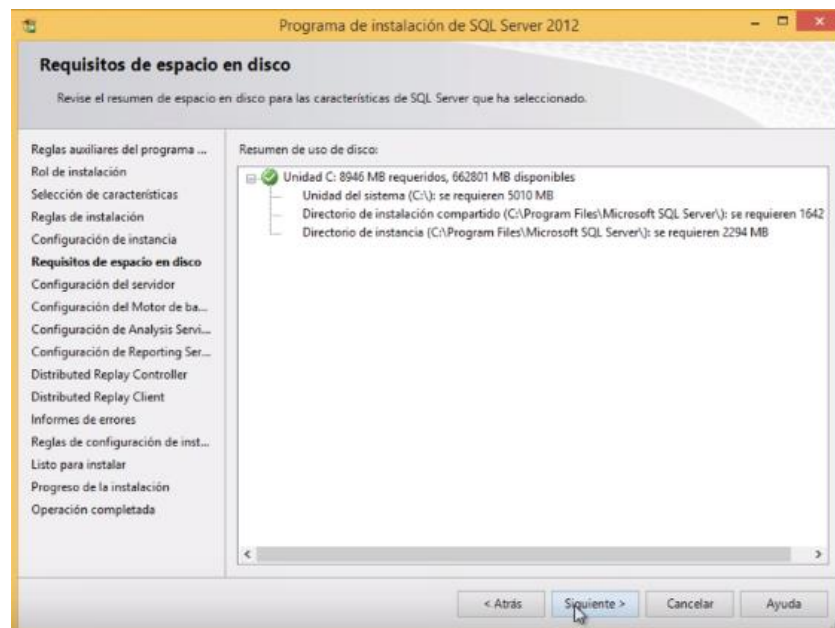 Programa de instalación de SQL Server 2012
Requisitos de espacio en disco
Revise el resumen de espacio en disco para las características de SQL Server que ha seleccionado.
Reglas auxiliares del programa ...
Rol de instalación
Selección de características
Reglas de instalación
Configuración de instancia
Requisitos de espacio en disco
Configuración del servidor
Configuración del Motor de ba...
Configuración de Analysis Servi...
Configuración de Reporting Ser...
Distributed Replay Controller
Distributed Replay Client
Informes de errores
Reglas de configuración de inst...
Listo para instalar
Progreso de la instalación
Operación completada
Resumen de uso de disco:
Unidad C: 8946 MB requeridos, 662801 MB disponibles
Unidad del sistema (C:\): se requieren 5010 MB
Directorio de instalación compartido (C:\Program Files\Microsoft SQL Server\): se requieren 1642
Directorio de instancia (C:\Program Files\Microsoft SQL Server\): se requieren 2294 MB
< Atrás
Siguiente >
Cancelar
Ayuda